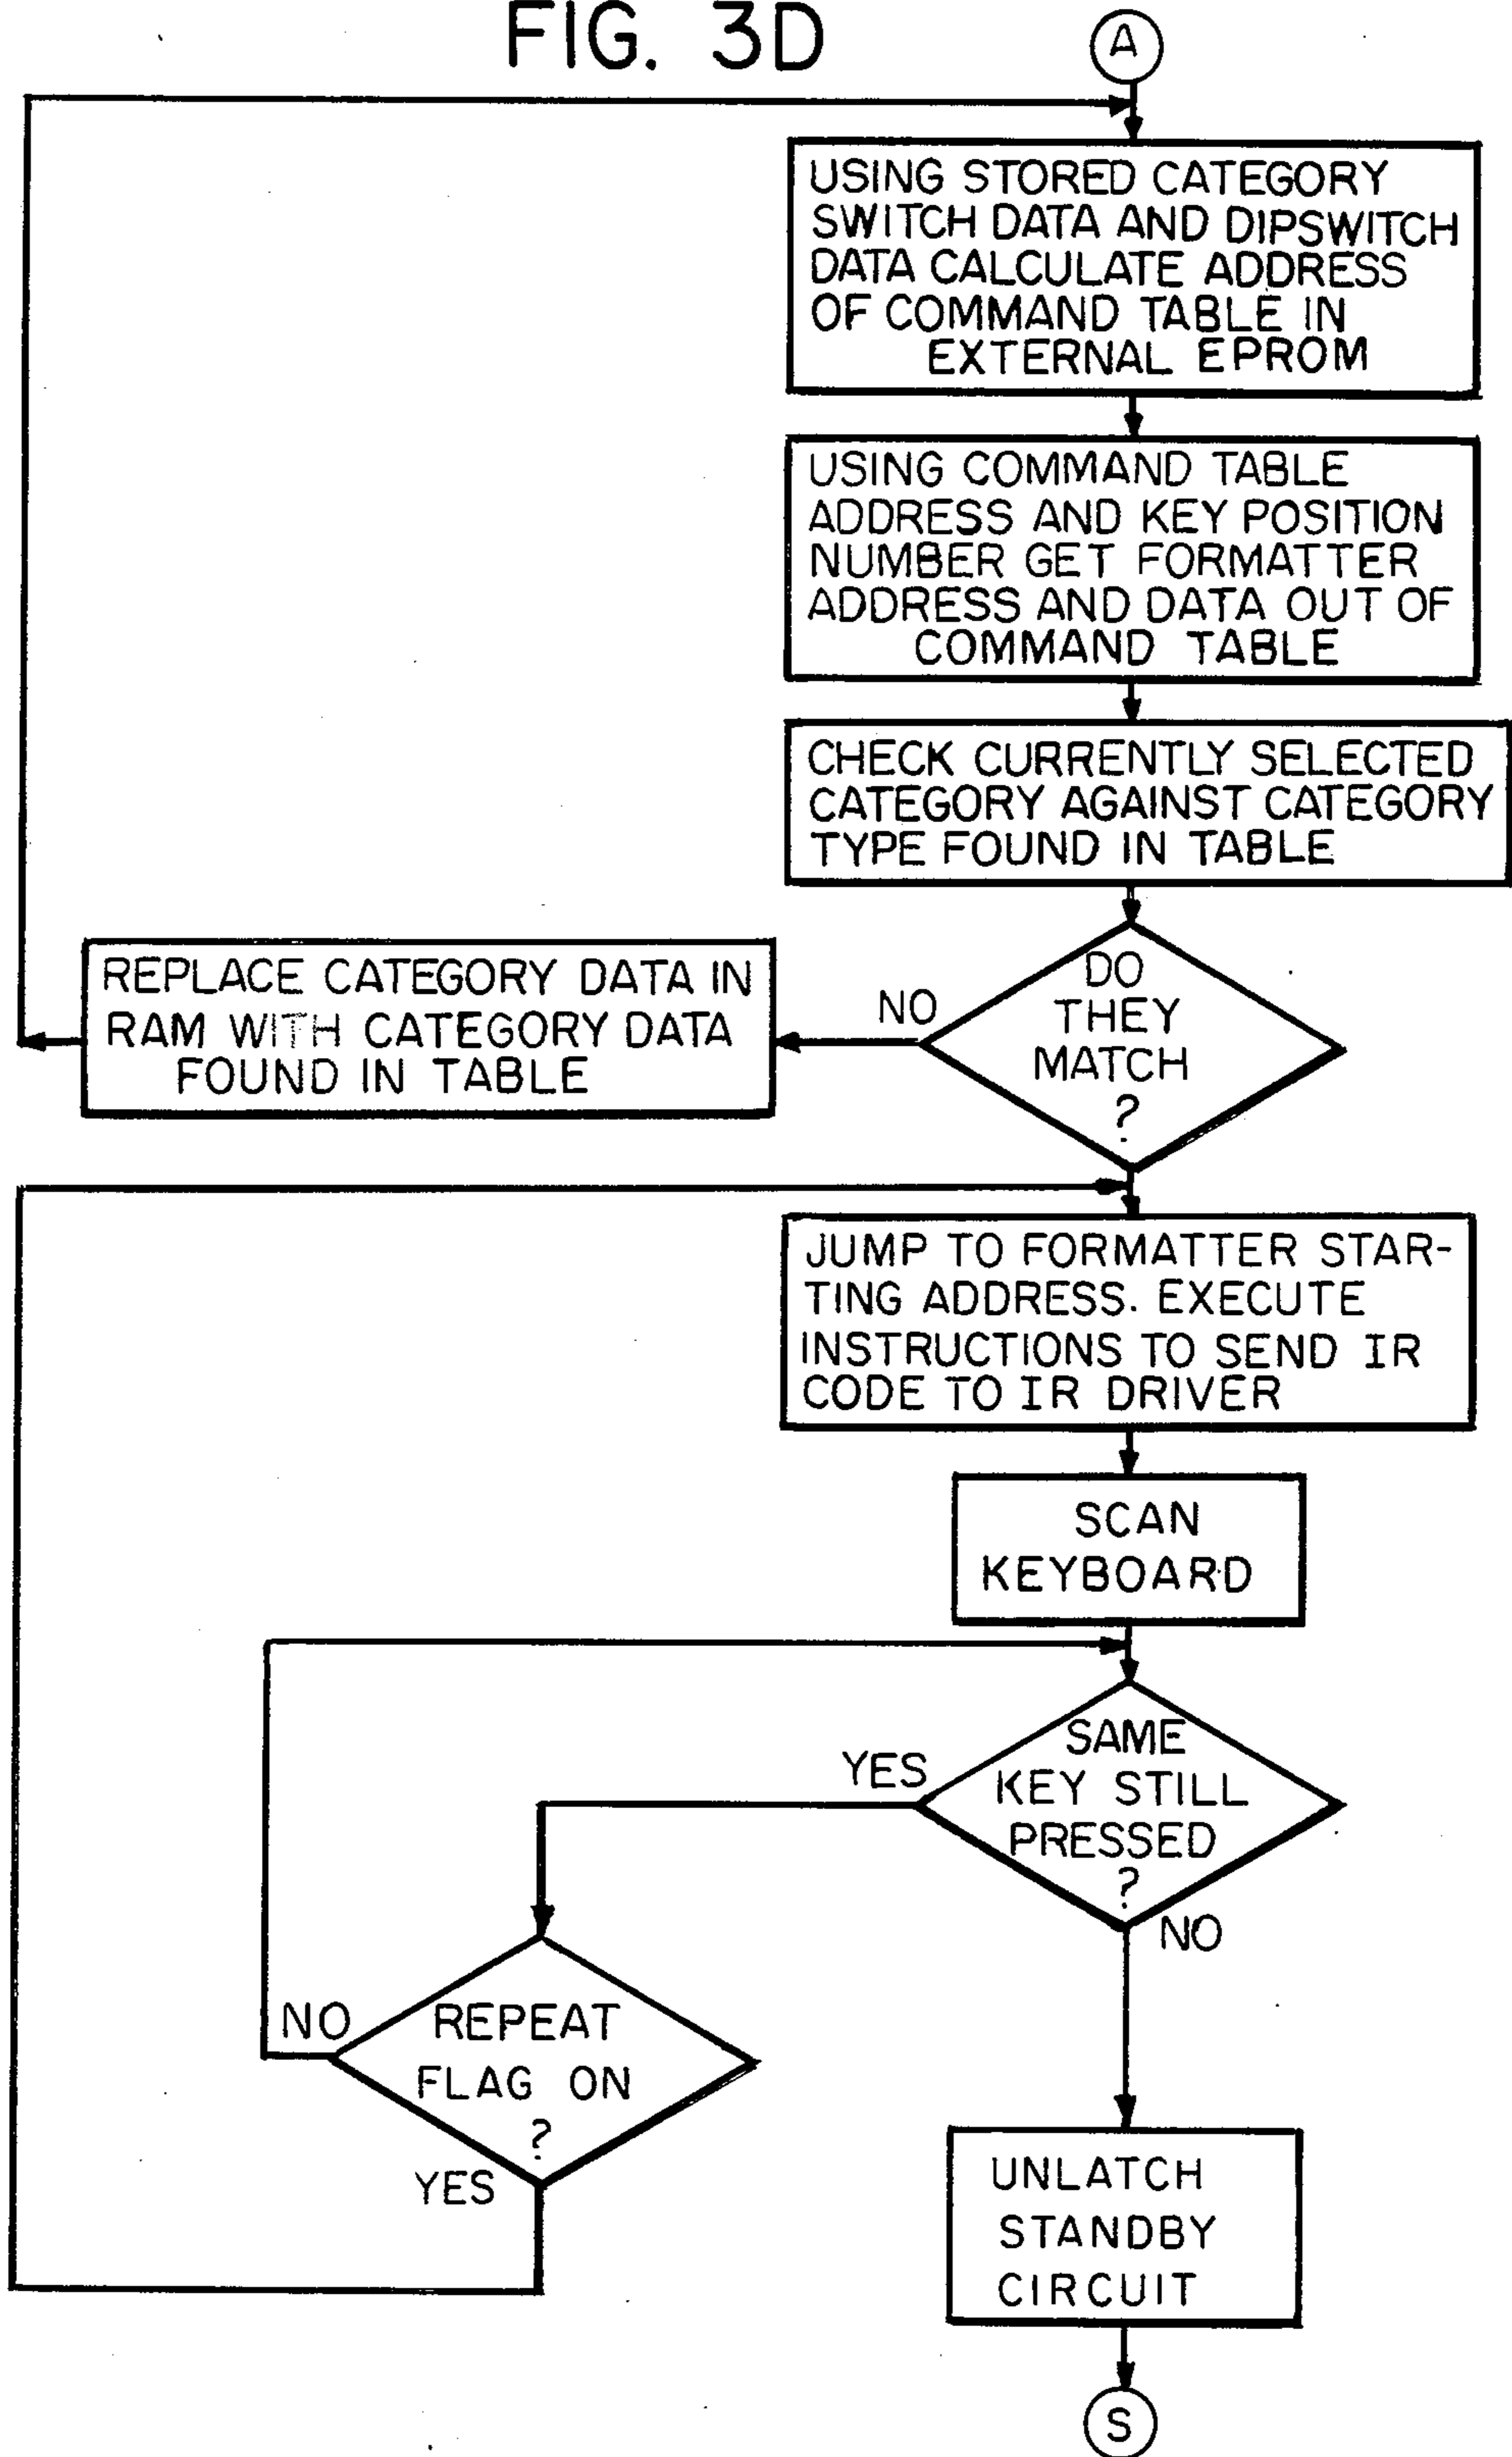 FIG. 3D
A
USING STORED CATEGORY
SWITCH DATA AND DIPSWITCH
DATA CALCULATE ADDRESS
OF COMMAND TABLE IN
EXTERNAL EPROM
USING COMMAND TABLE
ADDRESS AND KEY POSITION
NUMBER GET FORMATTER
ADDRESS AND DATA OUT OF
COMMAND TABLE
CHECK CURRENTLY SELECTED
CATEGORY AGAINST CATEGORY
TYPE FOUND IN TABLE
DO
THEY
MATCH
?
NO
REPLACE CATEGORY DATA IN
RAM WITH CATEGORY DATA
FOUND IN TABLE
JUMP TO FORMATTER STAR-
TING ADDRESS. EXECUTE
INSTRUCTIONS TO SEND IR
CODE TO IR DRIVER
SCAN
KEYBOARD
SAME
KEY STILL
PRESSED
?
YES
NO
REPEAT
FLAG ON
?
NO
YES
UNLATCH
STANDBY
CIRCUIT
S